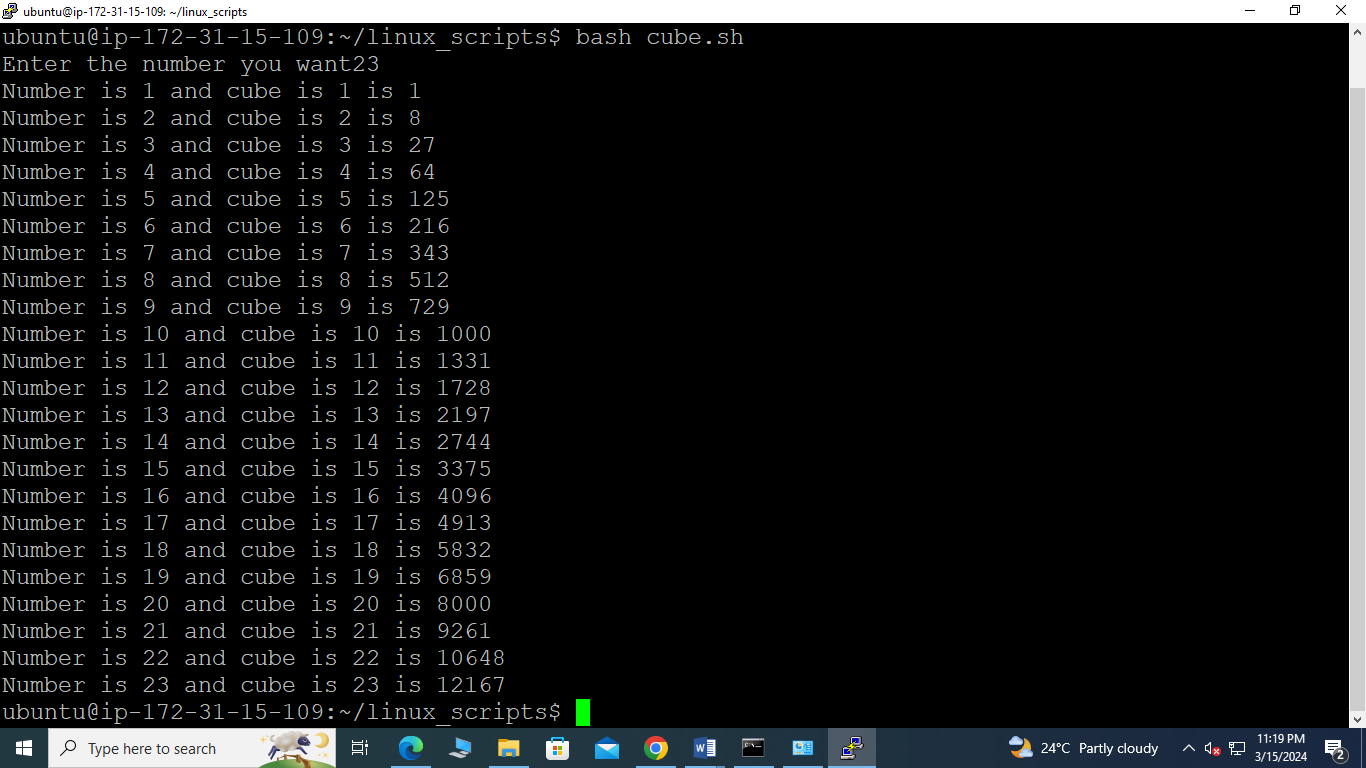 ubuntu@ip-172-31-15-109: ~/linux_scripts
ubuntu@ip-172-31-15-109:~/linux_scripts$ bash cube.sh
Enter the number you want23
Number is 1 and cube is 1 is 1
Number is 2 and cube is 2 is 8
Number is 3 and cube is 3 is 27
Number is 4 and cube is 4 is 64
Number is 5 and cube is 5 is 125
Number is 6 and cube is 6 is 216
Number is 7 and cube is 7 is 343
Number is 8 and cube is 8 is 512
Number is 9 and cube is 9 is 729
Number is 10 and cube is 10 is 1000
Number is 11 and cube is 11 is 1331
Number is 12 and cube is 12 is 1728
Number is 13 and cube is 13 is 2197
Number is 14 and cube is 14 is 2744
Number is 15 and cube is 15 is 3375
Number is 16 and cube is 16 is 4096
Number is 17 and cube is 17 is 4913
Number is 18 and cube is 18 is 5832
Number is 19 and cube is 19 is 6859
Number is 20 and cube is 20 is 8000
Number is 21 and cube is 21 is 9261
Number is 22 and cube is 22 is 10648
Number is 23 and cube is 23 is 12167
ubuntu@ip-172-31-15-109:~/linux_scripts$
Type here to search
24°C Partly cloudy
11:19 PM
3/15/2024
2